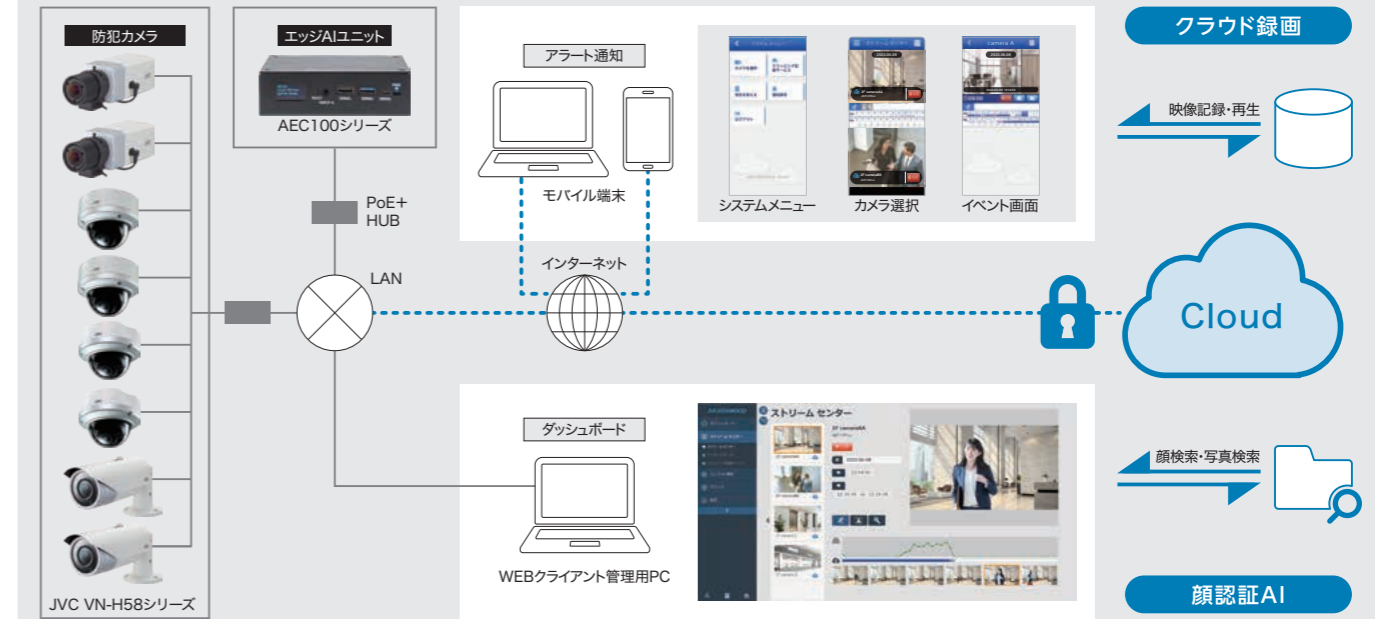 防犯カメラ
JVC VN-H58シリーズ
エッジAIユニット
AEC100シリーズ
PoE+
HUB
LAN
アラート通知
モバイル端末
インターネット
システムメニュー
カメラ選択
イベント画面
camera A
ダッシュボード
WEBクライアント管理用PC
ストリーム センター
クラウド録画
映像記録・再生
Cloud
顔検索・写真検索
顔認証AI